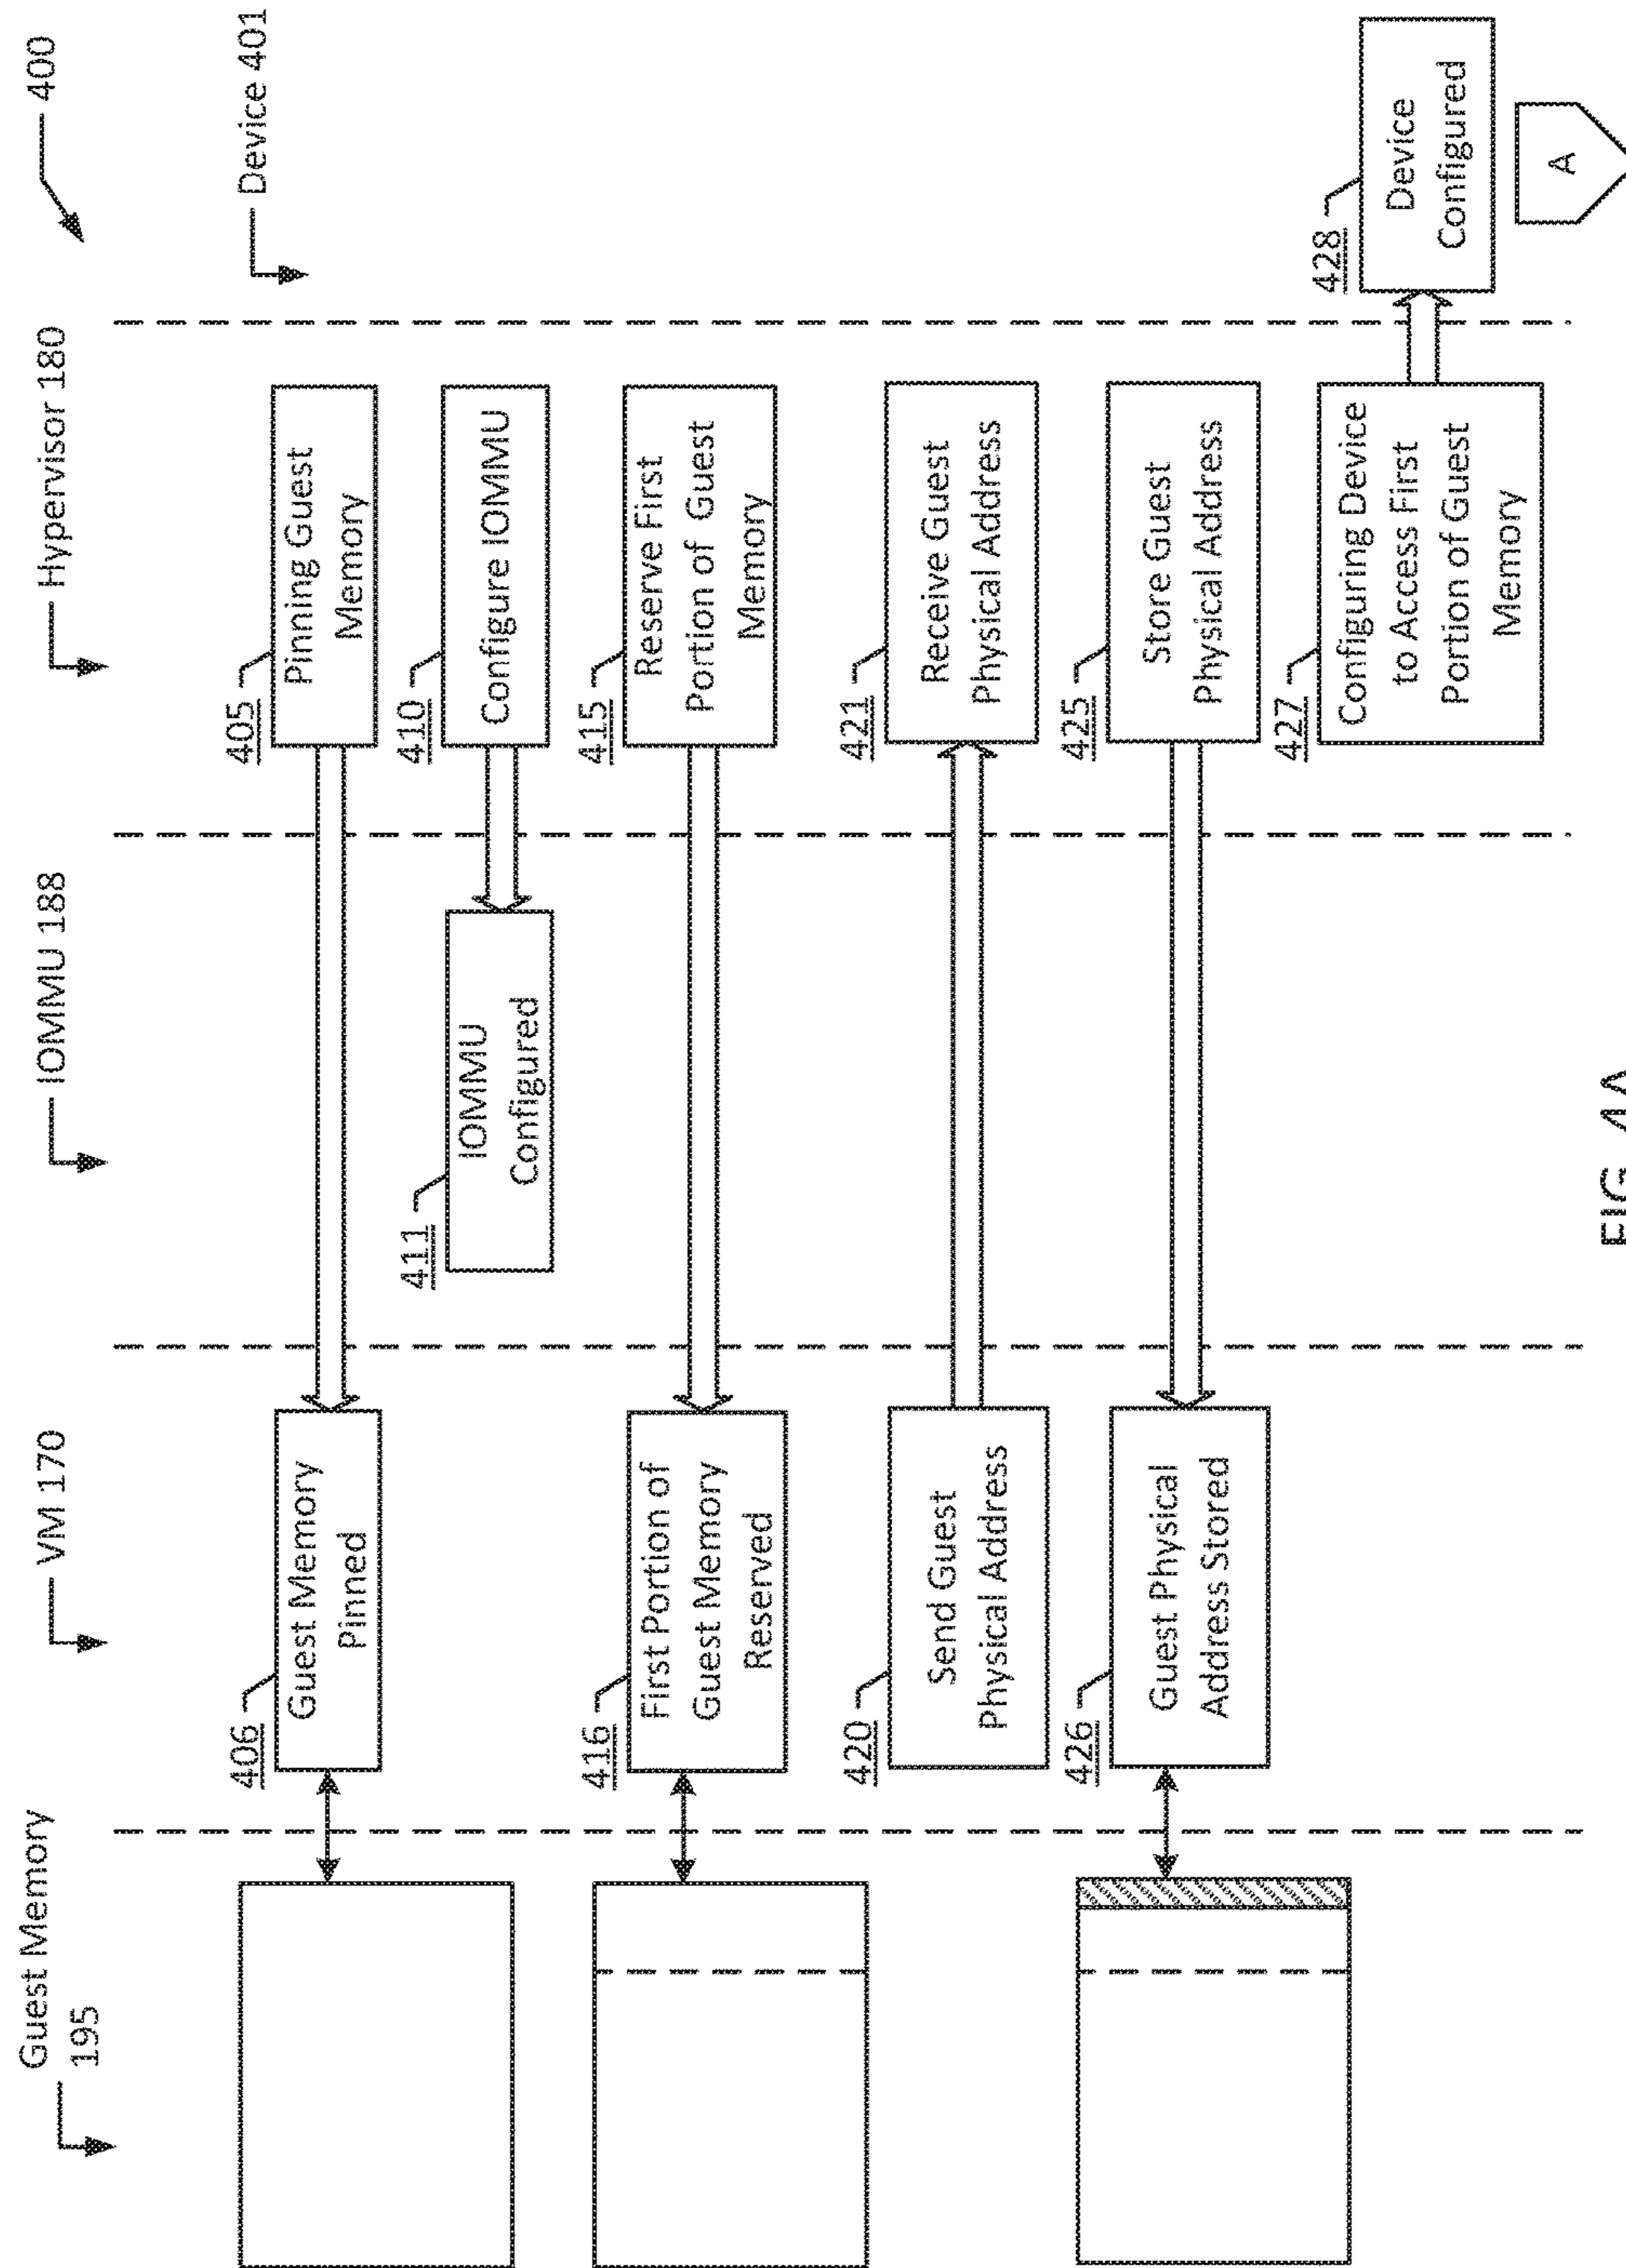 400
Guest Memory
195
VM 170
IOMMU 188
Hypervisor 180
Device 401
406
Guest Memory
Pinned
405
Pinning Guest
Memory
411
IOMMU
Configured
410
Configure IOMMU
416
First Portion of
Guest Memory
Reserved
415
Reserve First
Portion of Guest
Memory
420
Send Guest
Physical Address
421
Receive Guest
Physical Address
426
Guest Physical
Address Stored
425
Store Guest
Physical Address
427
Configuring Device
to Access First
Portion of Guest
Memory
428
Device
Configured
A
FIG. 4A